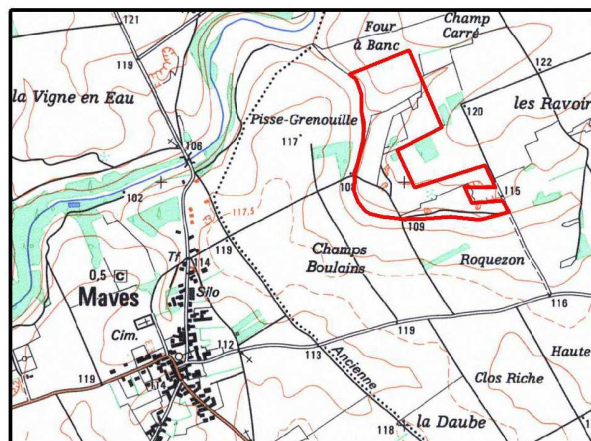 121
119
la Vigne en Eau
Four
à Banc
Champ
Carré
122
120
les Ravoir
Pisse-Grenouille
117
106
102
117,5
109
115
Tf
119
114
Champs
Boulains
Roquezon
0,5 C
Maves
Silo
116
Cim.
112
113
119
Haute
119
114
Ancienne
Clos Riche
118
la Daube